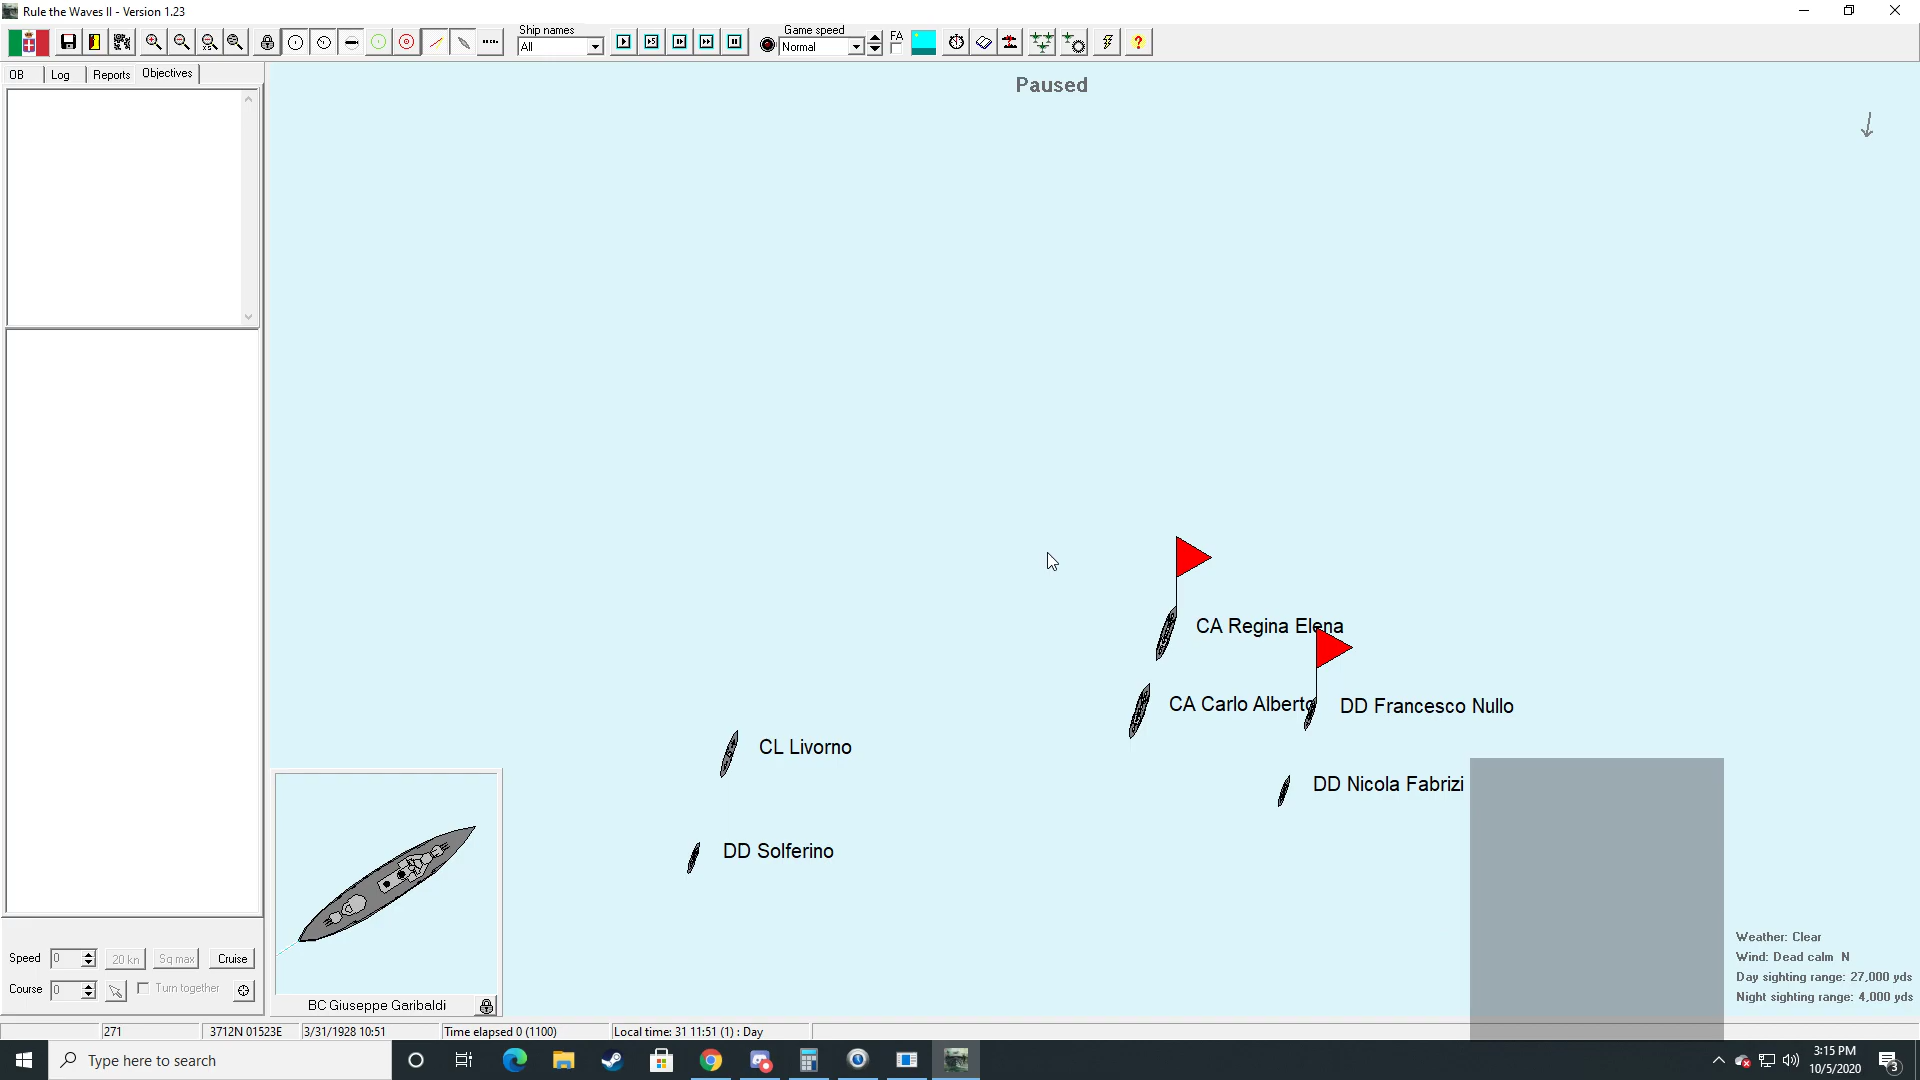 Rule the Waves II - Version 1.23
Ship names
All
Game speed
Normal
FA
x5
?
OB
Log
Reports
Objectives
Paused
CA Regina Elena
CA Carlo Alberto
DD Francesco Nullo
CL Livorno
DD Nicola Fabrizi
DD Solferino
BC Giuseppe Garibaldi
Weather: Clear
Wind: Dead calm N
Day sighting range: 27,000 yds
Night sighting range: 4,000 yds
Speed
0
20 kn
Sq max
Cruise
Course
0
Turn together
271
3712N 01523E
3/31/1928 10:51
Time elapsed 0 (1100)
Local time: 31 11:51 (1) : Day
Type here to search
3:15 PM
10/5/2020
3